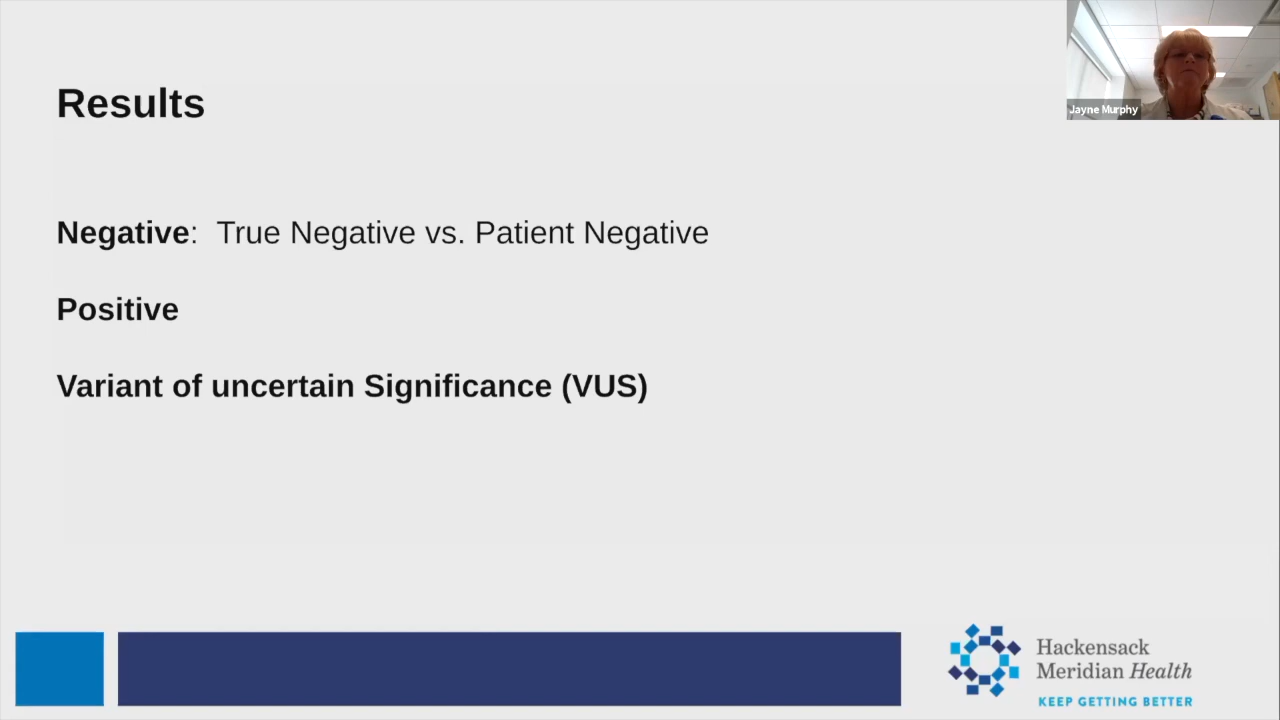 Results
Jayne Murphy
Negative: True Negative vs. Patient Negative
Positive
Variant of uncertain Significance (VUS)
Hackensack
Meridian Health
KEEP GETTING BETTER